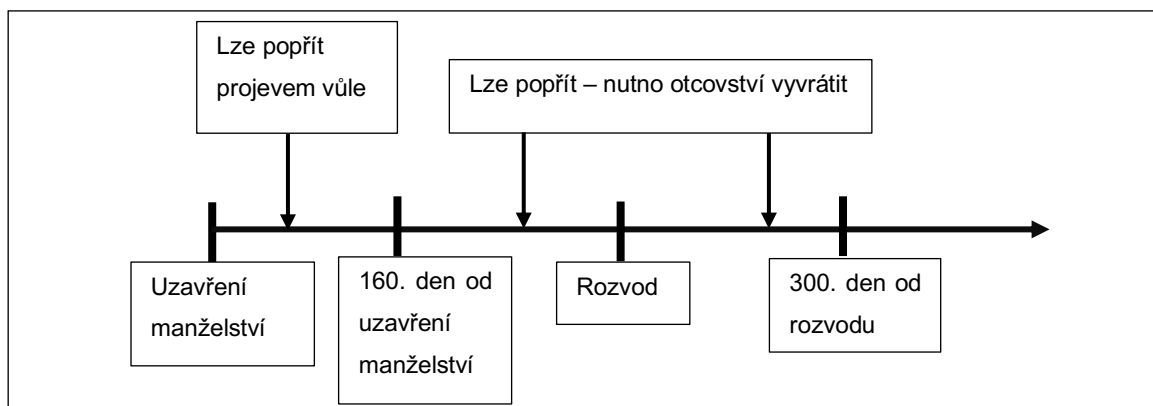 Lze popřít
projevem vůle
Lze popřít – nutno otcovství vyvrátit
Uzavření
manželství
160. den od
uzavření
manželství
Rozvod
300. den od
rozvodu